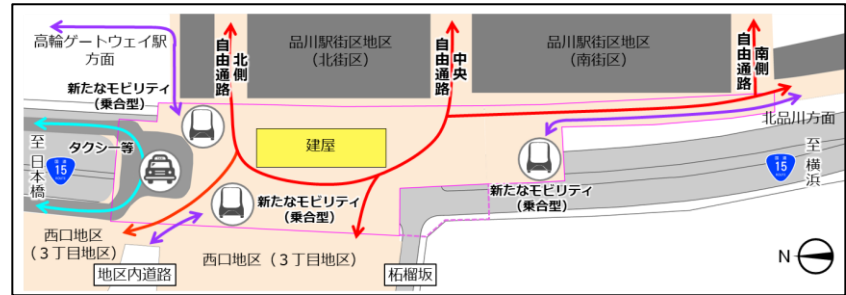 高輪ゲートウェイ駅
方面
北側
自由通路
品川駅街区地区
(北街区)
中央
自由通路
品川駅街区地区
(南街区)
南側
自由通路
新たなモビリティ
(乗合型)
北品川方面
至 日本橋
国道
15
タクシー等
建屋
新たなモビリティ
(乗合型)
新たなモビリティ
(乗合型)
国道
15
至 横浜
西口地区
(3丁目地区)
地区内道路
西口地区(3丁目地区)
柘榴坂
N